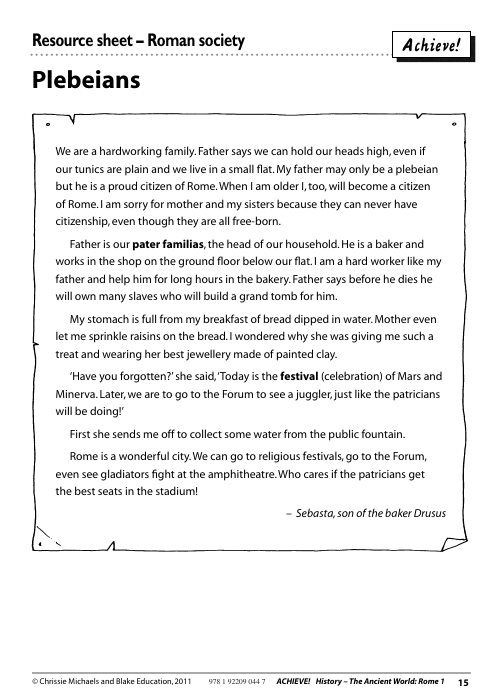 Resource sheet – Roman society
Achieve!
Plebeians
We are a hardworking family. Father says we can hold our heads high, even if
our tunics are plain and we live in a small flat. My father may only be a plebeian
but he is a proud citizen of Rome. When I am older I, too, will become a citizen
of Rome. I am sorry for mother and my sisters because they can never have
citizenship, even though they are all free-born.
Father is our pater familias, the head of our household. He is a baker and
works in the shop on the ground floor below our flat. I am a hard worker like my
father and help him for long hours in the bakery. Father says before he dies he
will own many slaves who will build a grand tomb for him.
My stomach is full from my breakfast of bread dipped in water. Mother even
let me sprinkle raisins on the bread. I wondered why she was giving me such a
treat and wearing her best jewellery made of painted clay.
‘Have you forgotten?’ she said, ‘Today is the festival (celebration) of Mars and
Minerva. Later, we are to go to the Forum to see a juggler, just like the patricians
will be doing!’
First she sends me off to collect some water from the public fountain.
Rome is a wonderful city. We can go to religious festivals, go to the Forum,
even see gladiators fight at the amphitheatre. Who cares if the patricians get
the best seats in the stadium!
– Sebasta, son of the baker Drusus
© Chrissie Michaels and Blake Education, 2011 978 1 92209 044 7 ACHIEVE! History – The Ancient World: Rome 1 15